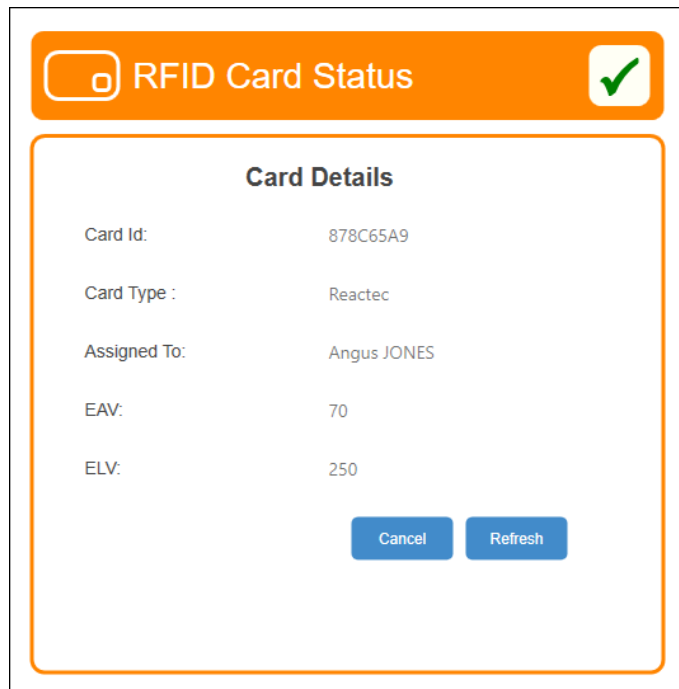 RFID Card Status
Card Details
Card Id: 878C65A9
Card Type : Reactec
Assigned To: Angus JONES
EAV: 70
ELV: 250
Cancel Refresh